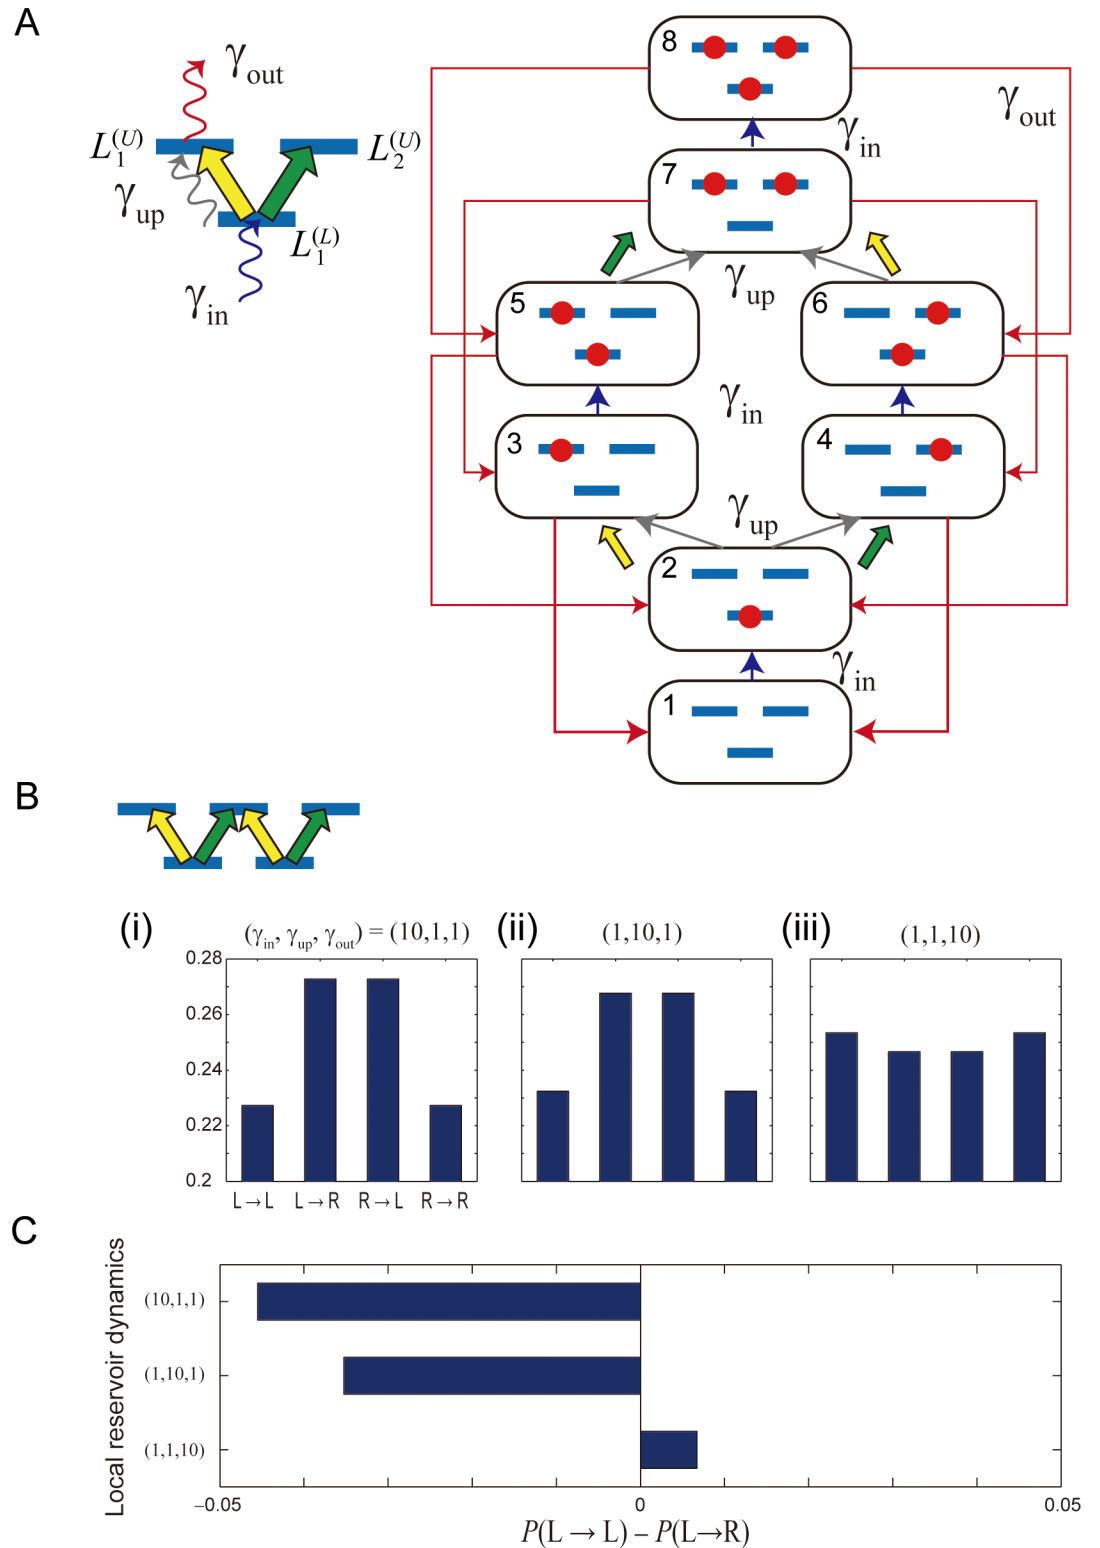 A
γout
L1(U)
L2(U)
γup
L1(L)
γin
8
γout
γin
7
γup
5
6
γin
3
4
γup
2
γin
1
B
(i)
(γin, γup, γout) = (10,1,1)
(ii)
(1,10,1)
(iii)
(1,1,10)
0.28
0.26
0.24
0.22
0.2
L→L L→R R→L R→R
C
Local reservoir dynamics
(10,1,1)
(1,10,1)
(1,1,10)
−0.05 0 0.05
P(L → L) – P(L→R)